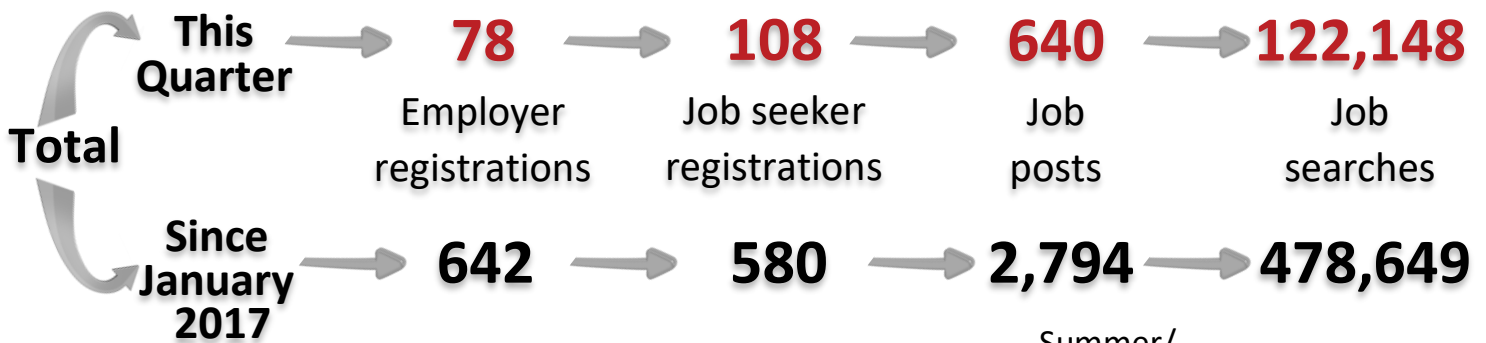 This
Quarter
78
108
640
122,148
Employer
registrations
Job seeker
registrations
Job
posts
Job
searches
Total
Since
January
2017
642
580
2,794
478,649
Summer/